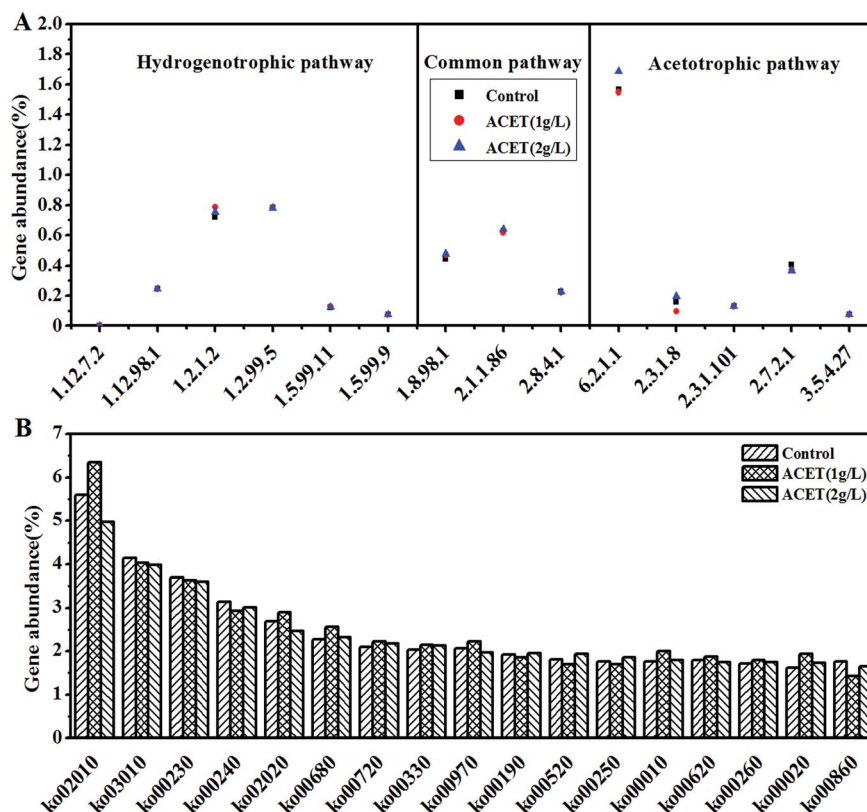 A
Gene abundance(%)
2.0
1.8
1.6
1.4
1.2
1.0
0.8
0.6
0.4
0.2
0
Hydrogenotrophic pathway
Common pathway
Acetotrophic pathway
Control
ACET(1g/L)
ACET(2g/L)
1.12.7.2
1.12.98.1
1.2.1.2
1.2.99.5
1.5.99.11
1.5.99.9
1.8.98.1
2.1.1.86
2.8.4.1
6.2.1.1
2.3.1.8
2.3.1.101
2.7.2.1
3.5.4.27
B
Gene abundance(%)
7
6
5
4
3
2
1
0
Control
ACET(1g/L)
ACET(2g/L)
ko02010
ko03010
ko00230
ko00240
ko02020
ko00680
ko00720
ko00330
ko00970
ko00190
ko00520
ko00250
ko00010
ko00620
ko00260
ko00020
ko00860